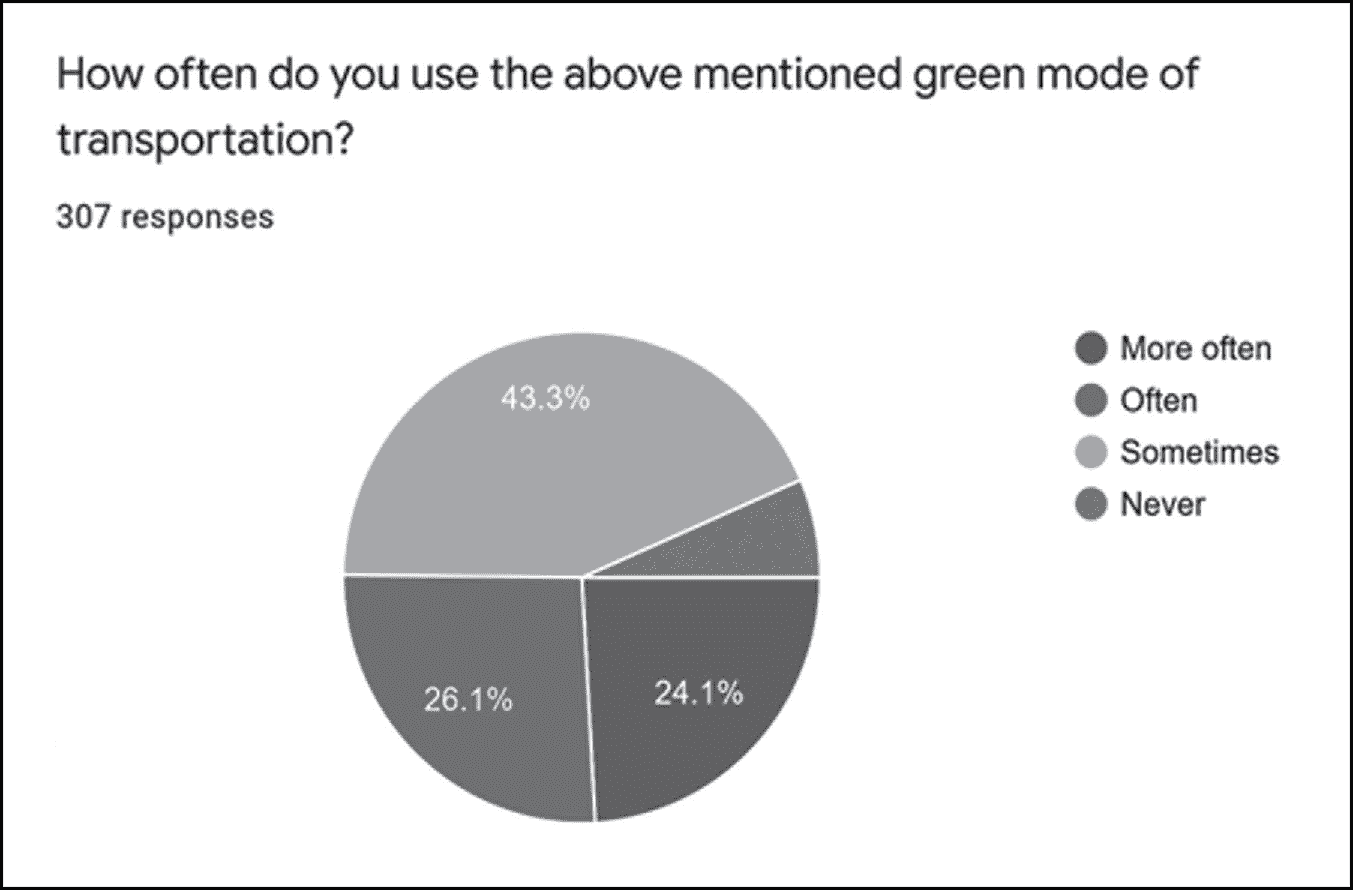 How often do you use the above mentioned green mode of
transportation?
307 responses
43.3%
26.1%
24.1%
More often
Often
Sometimes
Never